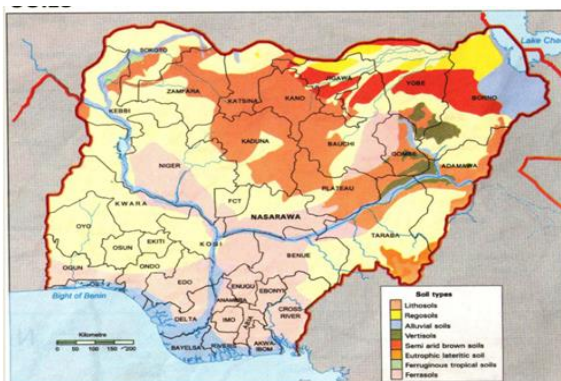 SOILS
Lake Cha
SOKOTO
ZAMFARA
KATSINA
KANO
JIGAWA
YOBE
BORNO
KEBBI
KADUNA
BAUCHI
GOMBE
ADAMAWA
NIGER
PLATEAU
FCT
NASARAWA
KWARA
TARABA
OYO
KOGI
BENUE
OSUN
EKITI
ONDO
OGUN
EDO
ENUGU
EBONYI
ANAMBRA
CROSS
RIVER
Bight of Benin
DELTA
IMO
ABIA
AKWA
IBOM
BAYELSA
RIVERS
Kilometre
50 100 150 200
Soil types
Lithosols
Regosols
Alluvial soils
Vertisols
Semi arid brown soils
Eutrophic lateritic soil
Ferruginous tropical soils
Ferrasols